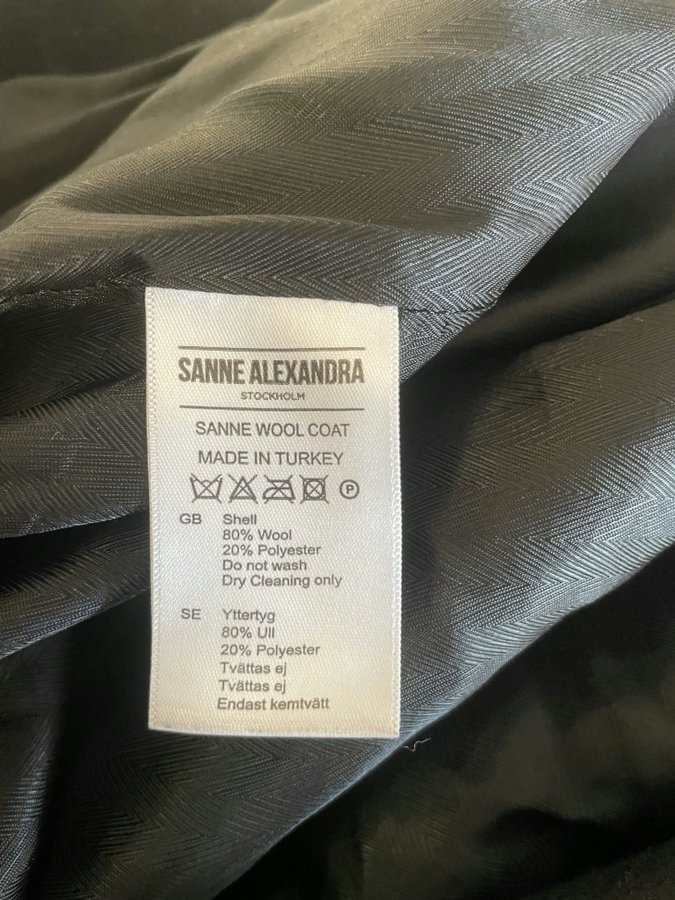 SANNE ALEXANDRA
STOCKHOLM
SANNE WOOL COAT
MADE IN TURKEY
P
GB Shell
80% Wool
20% Polyester
Do not wash
Dry Cleaning only
SE Yttertyg
80% Ull
20% Polyester
Tvättas ej
Tvättas ej
Endast kemtvätt